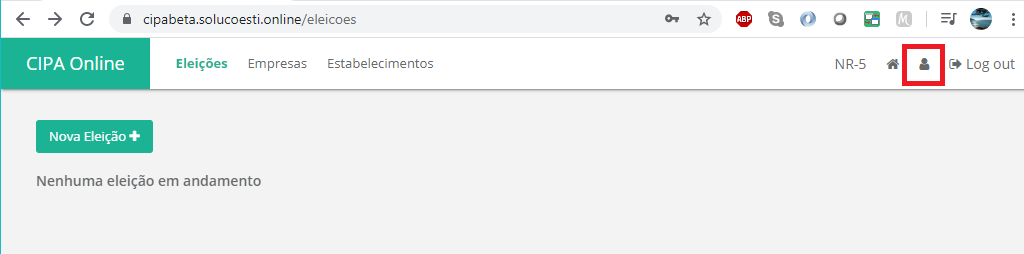 cipabeta.solucoesti.online/eleicoes
ABP
CIPA Online Eleições Empresas Estabelecimentos NR-5 Log out
Nova Eleição
Nenhuma eleição em andamento